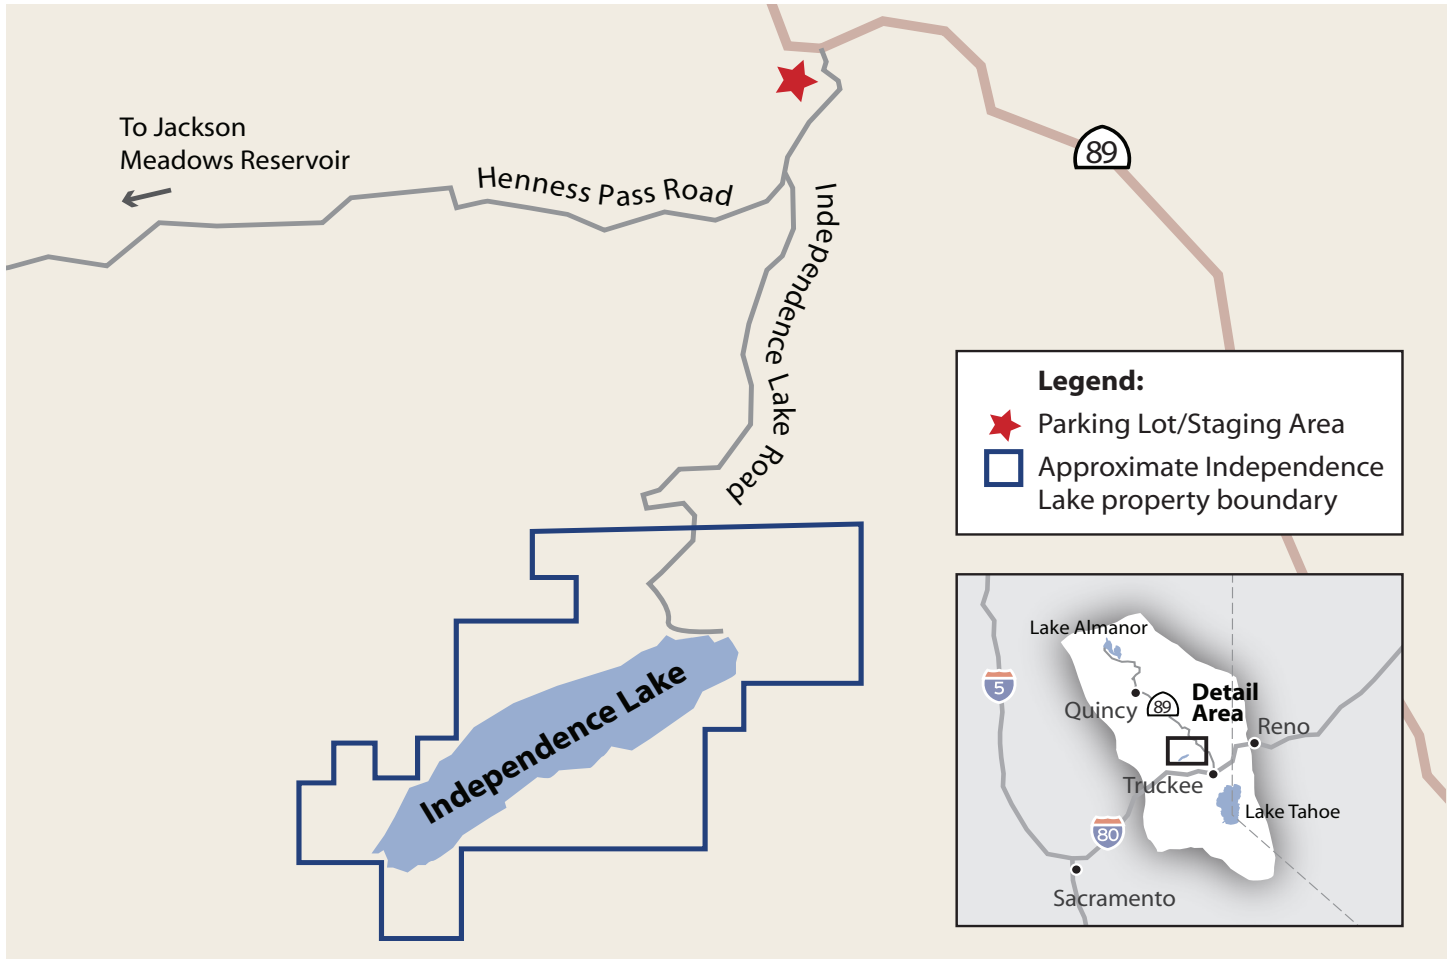 To Jackson
Meadows Reservoir
Henness Pass Road
89
Independence Lake Road
Legend:
Parking Lot/Staging Area
Approximate Independence
Lake property boundary
Independence Lake
Lake Almanor
5
Quincy
89
Detail
Area
Reno
Truckee
Lake Tahoe
80
Sacramento